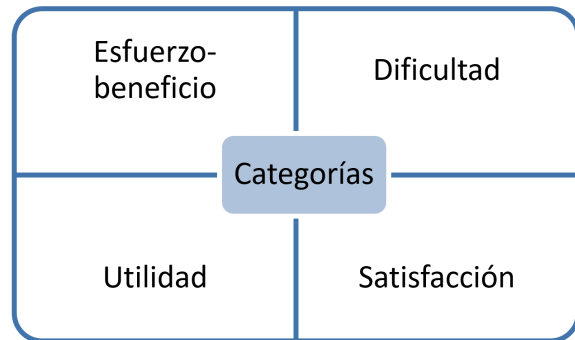 Esfuerzo-
beneficio
Dificultad
Categorías
Utilidad
Satisfacción